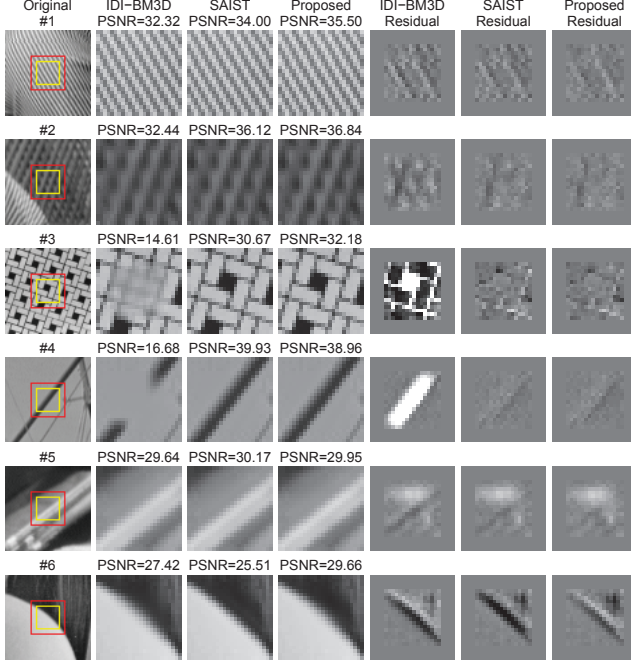 Original IDI−BM3D SAIST Proposed IDI−BM3D SAIST Proposed
#1 PSNR=32.32 PSNR=34.00 PSNR=35.50 Residual Residual Residual
#2 PSNR=32.44 PSNR=36.12 PSNR=36.84
#3 PSNR=14.61 PSNR=30.67 PSNR=32.18
#4 PSNR=16.68 PSNR=39.93 PSNR=38.96
#5 PSNR=29.64 PSNR=30.17 PSNR=29.95
#6 PSNR=27.42 PSNR=25.51 PSNR=29.66